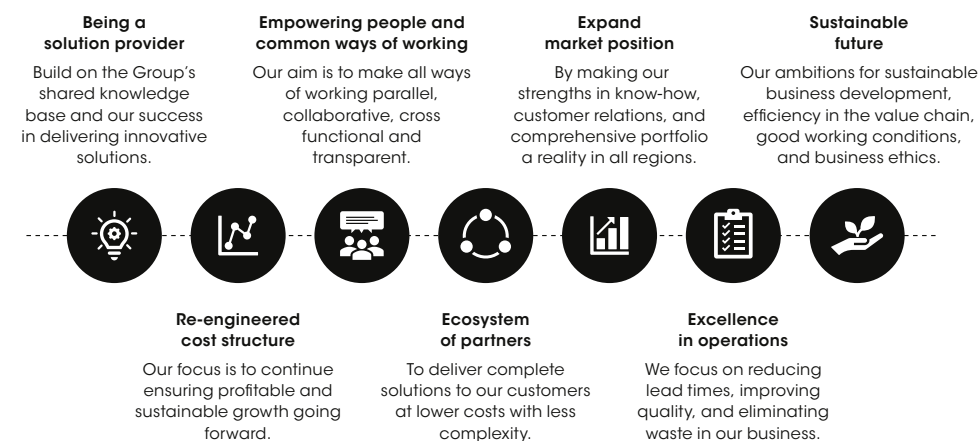 Being a
solution provider
Build on the Group's
shared knowledge
base and our success
in delivering innovative
solutions.
Empowering people and
common ways of working
Our aim is to make all ways
of working parallel,
collaborative, cross
functional and
transparent.
Expand
market position
By making our
strengths in know-how,
customer relations, and
comprehensive portfolio
a reality in all regions.
Sustainable
future
Our ambitions for sustainable
business development,
efficiency in the value chain,
good working conditions,
and business ethics.
Re-engineered
cost structure
Our focus is to continue
ensuring profitable and
sustainable growth going
forward.
Ecosystem
of partners
To deliver complete
solutions to our customers
at lower costs with less
complexity.
Excellence
in operations
We focus on reducing
lead times, improving
quality, and eliminating
waste in our business.